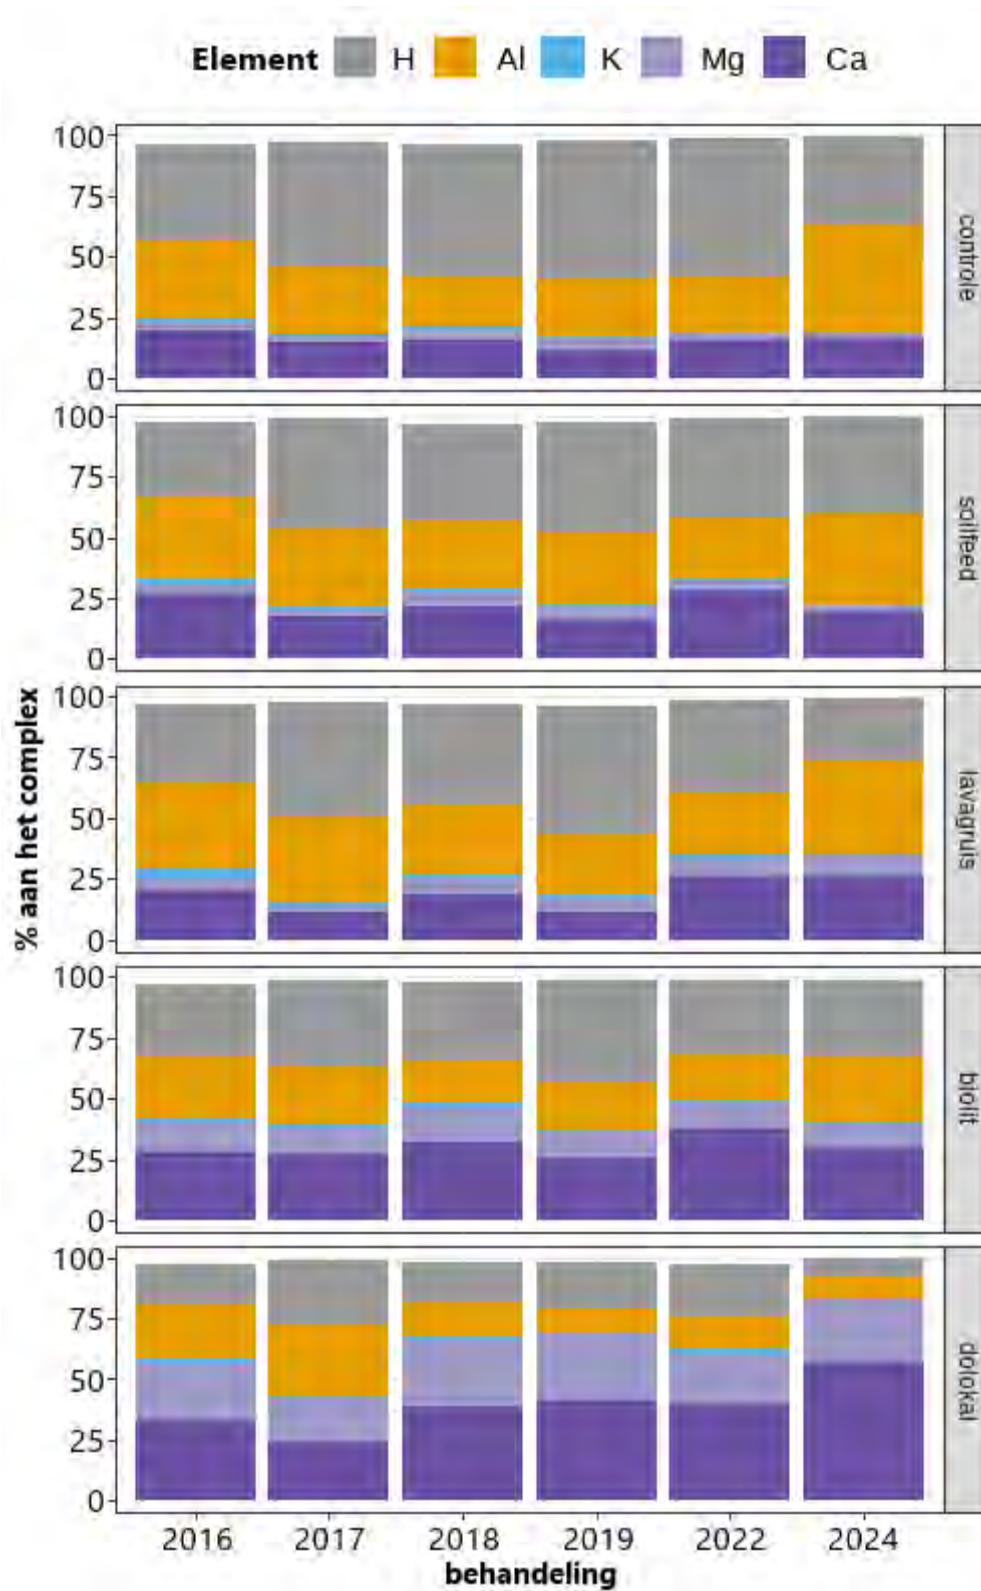 Element H Al K Mg Ca
100
75
50
25
0
controle
100
75
50
25
0
soilfeed
100
75
50
25
0
lavagruis
100
75
50
25
0
biolit
100
75
50
25
0
dolokal
% aan het complex
2016 2017 2018 2019 2022 2024
behandeling